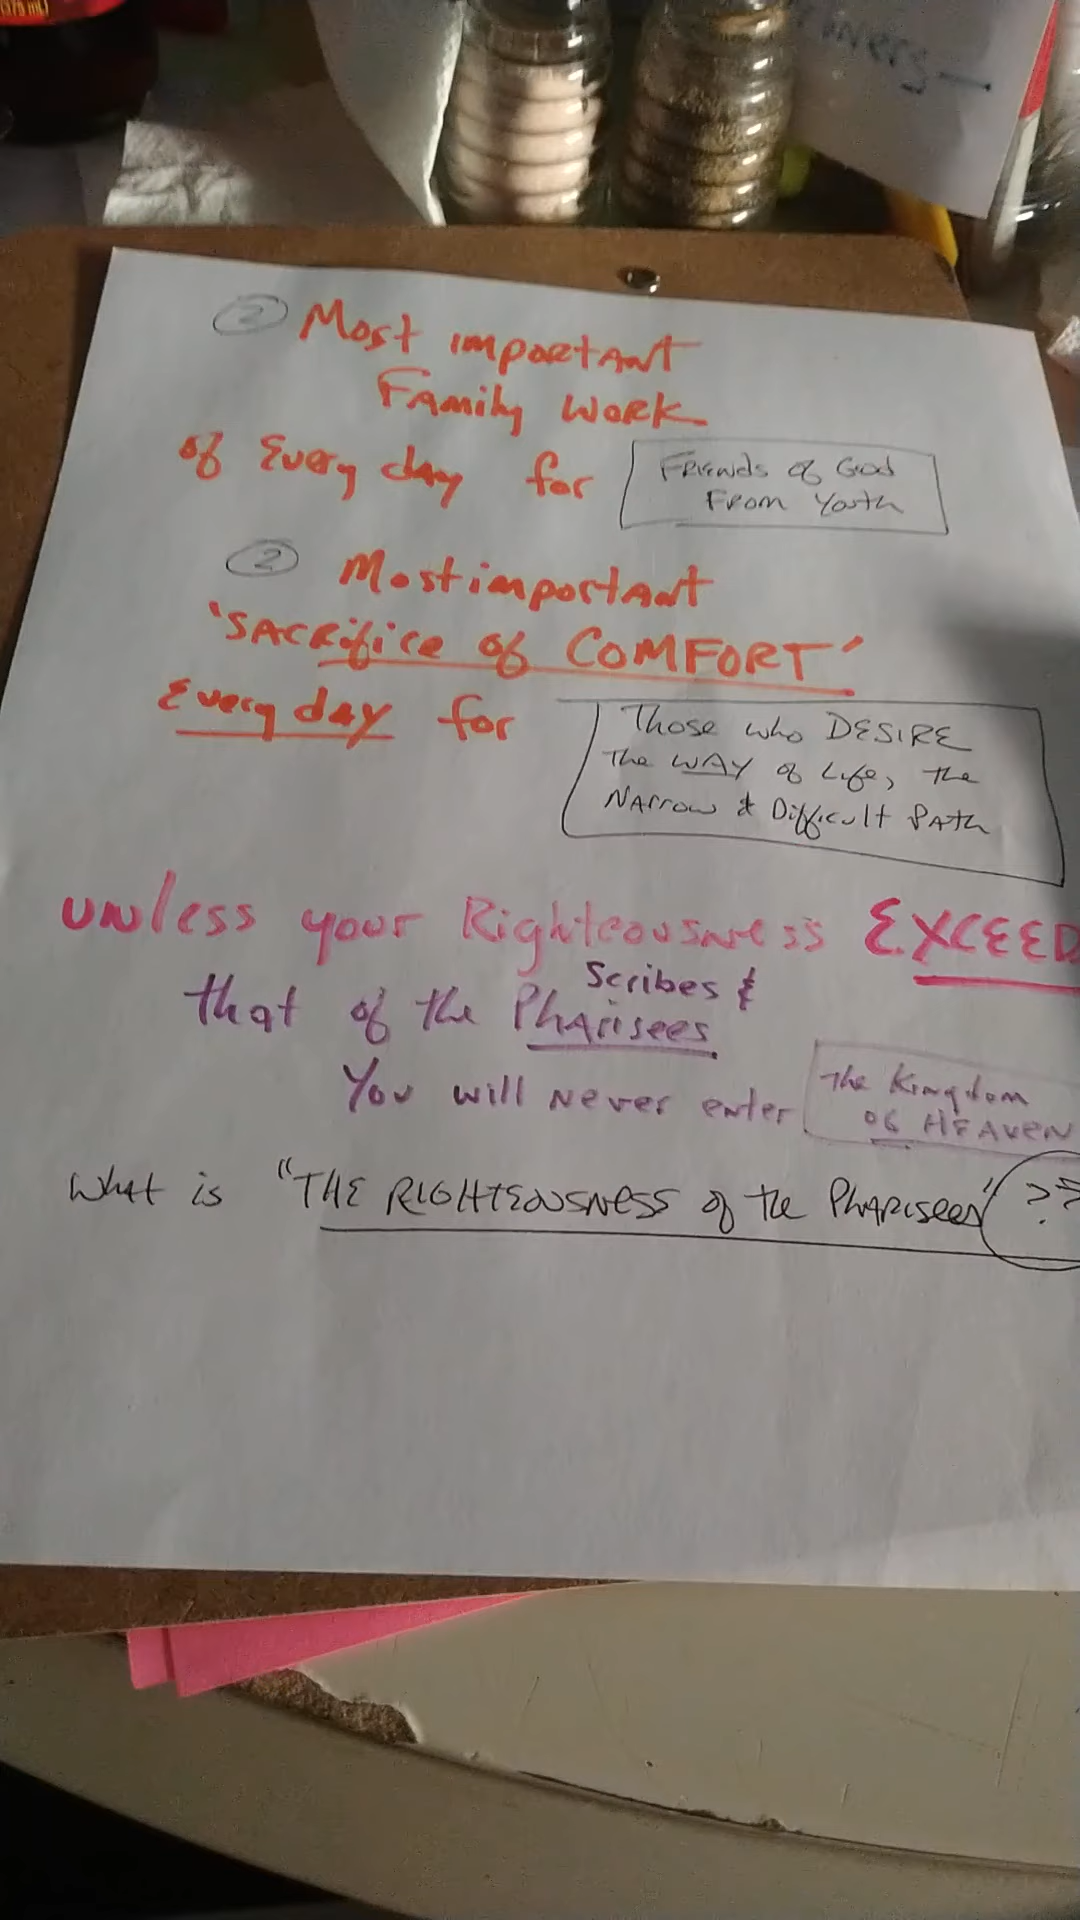 (375 mL)
② Most important
Family WORK
of Every day for
Friends of God
From Youth
② Most important
'SACRifice of COMFORT'
Every day for
Those who DESIRE
The WAY of Life, the
NArrow & Difficult PAth
UNless your Righteousness EXCEED
Scribes &
that of the PhArisees
You will Never enter
The Kingdom
of HEAVEN
What is "THE RIGHTEOUSNESS of the PhARisees" ??